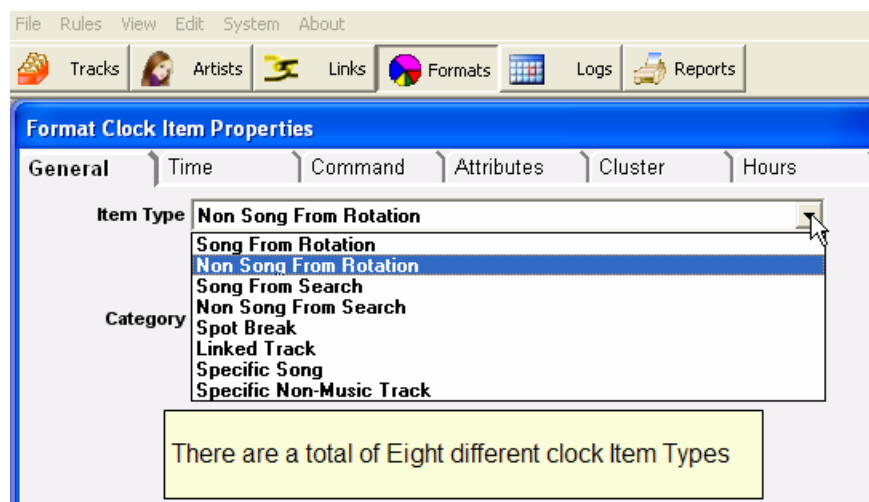 File Rules View Edit System About
Tracks Artists Links Formats Logs Reports
Format Clock Item Properties
General Time Command Attributes Cluster Hours
Item Type Non Song From Rotation
Song From Rotation
Non Song From Rotation
Song From Search
Non Song From Search
Category
Spot Break
Linked Track
Specific Song
Specific Non-Music Track
There are a total of Eight different clock Item Types